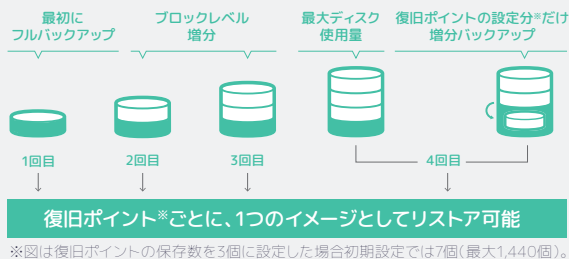 最初に
フルバックアップ
ブロックレベル
増分
最大ディスク
使用量
復旧ポイントの設定分※だけ
増分バックアップ
1回目
2回目
3回目
4回目
復旧ポイント※ごとに、1つのイメージとしてリストア可能
※図は復旧ポイントの保存数を3個に設定した場合初期設定では7個(最大1,440個)。